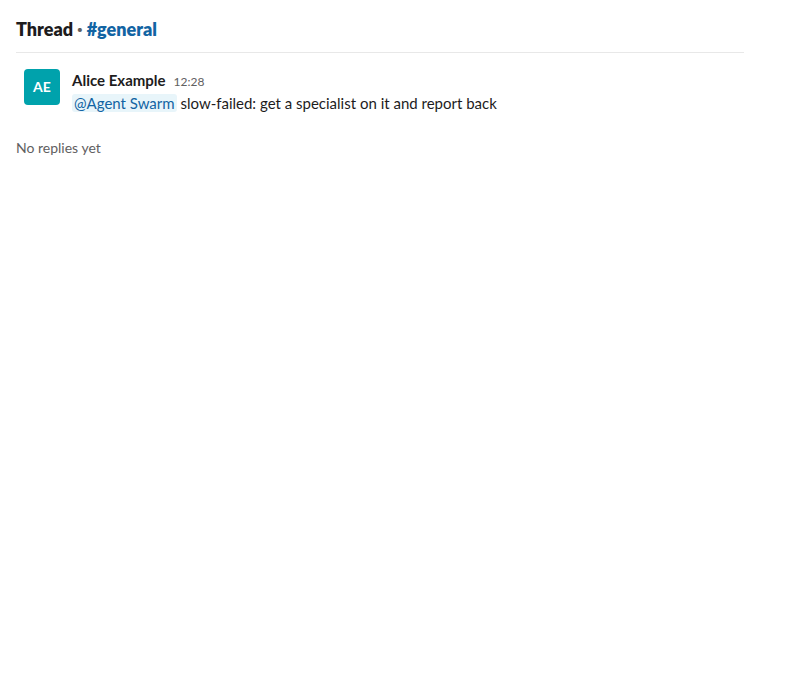 Thread • #general
AE
Alice Example 12:28
@Agent Swarm slow-failed: get a specialist on it and report back
No replies yet